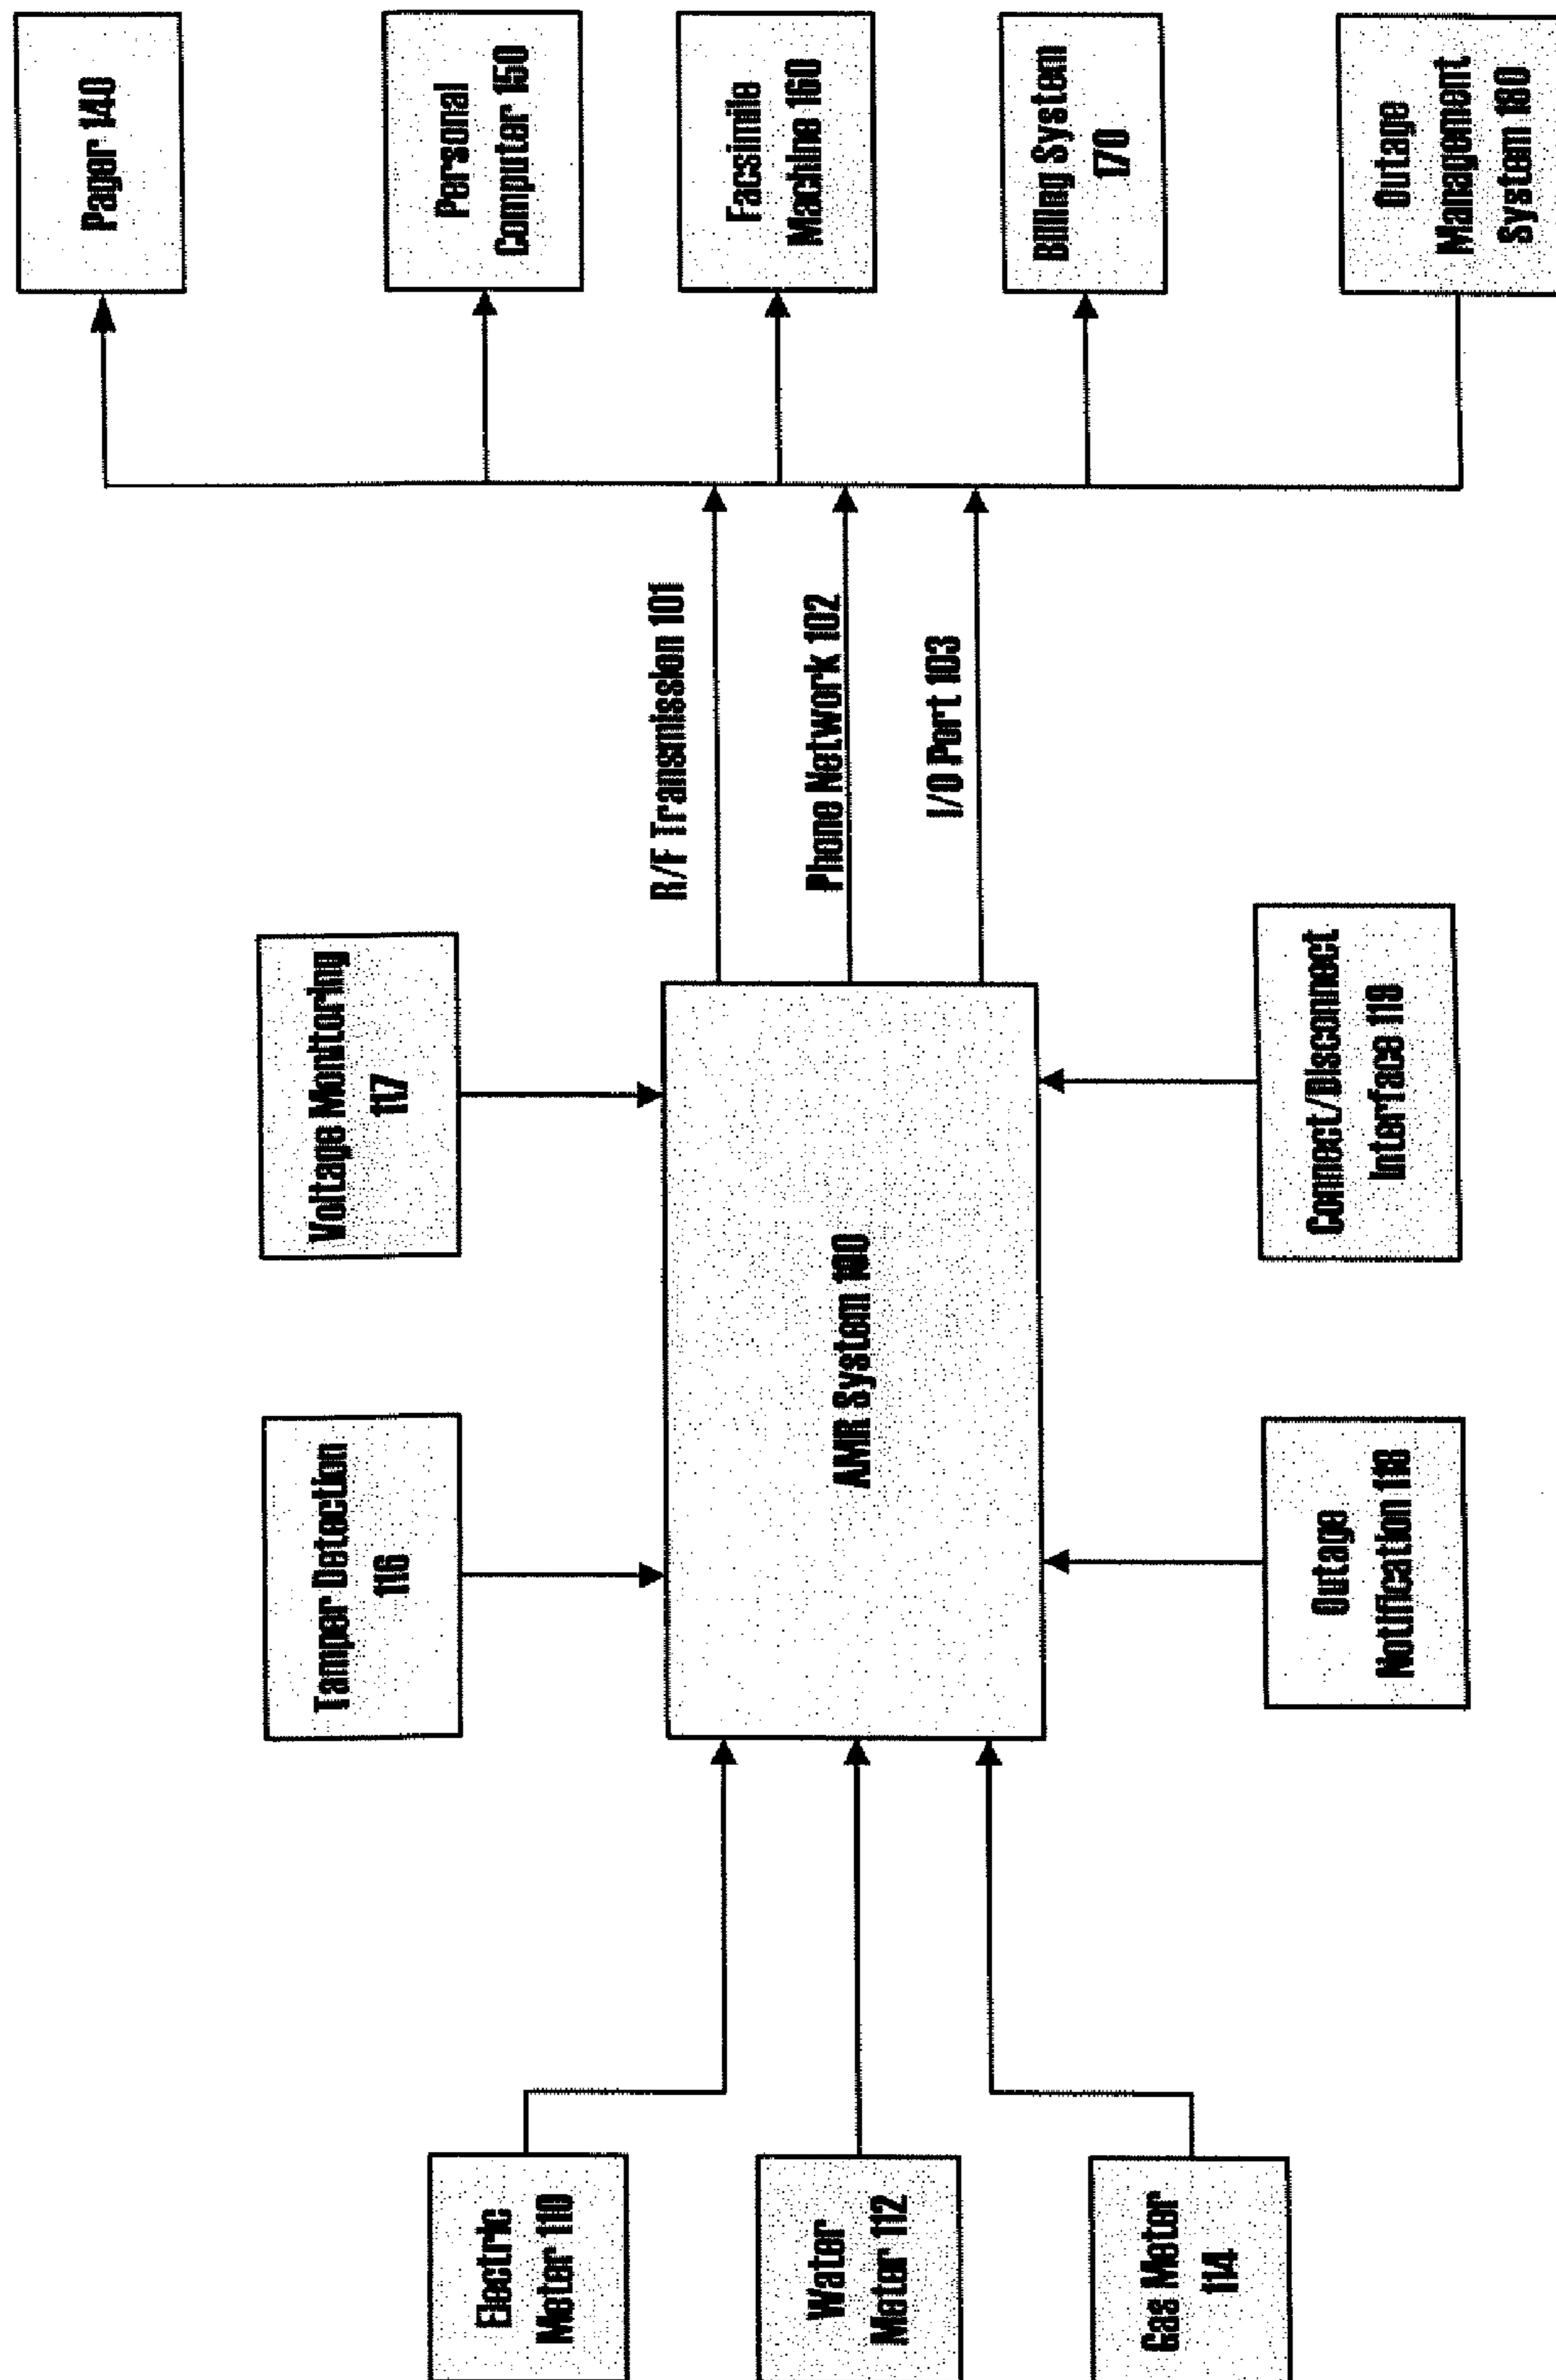 Electric
Meter 110
Water
Meter 112
Gas Meter
114
Tamper Detection
116
Voltage Monitoring
117
AMR System 100
Outage
Notification 118
Connect/Disconnect
Interface 119
R/F Transmission 101
Phone Network 102
I/O Port 103
Pager 140
Personal
Computer 150
Facsimile
Machine 160
Billing System
170
Outage
Management
System 180